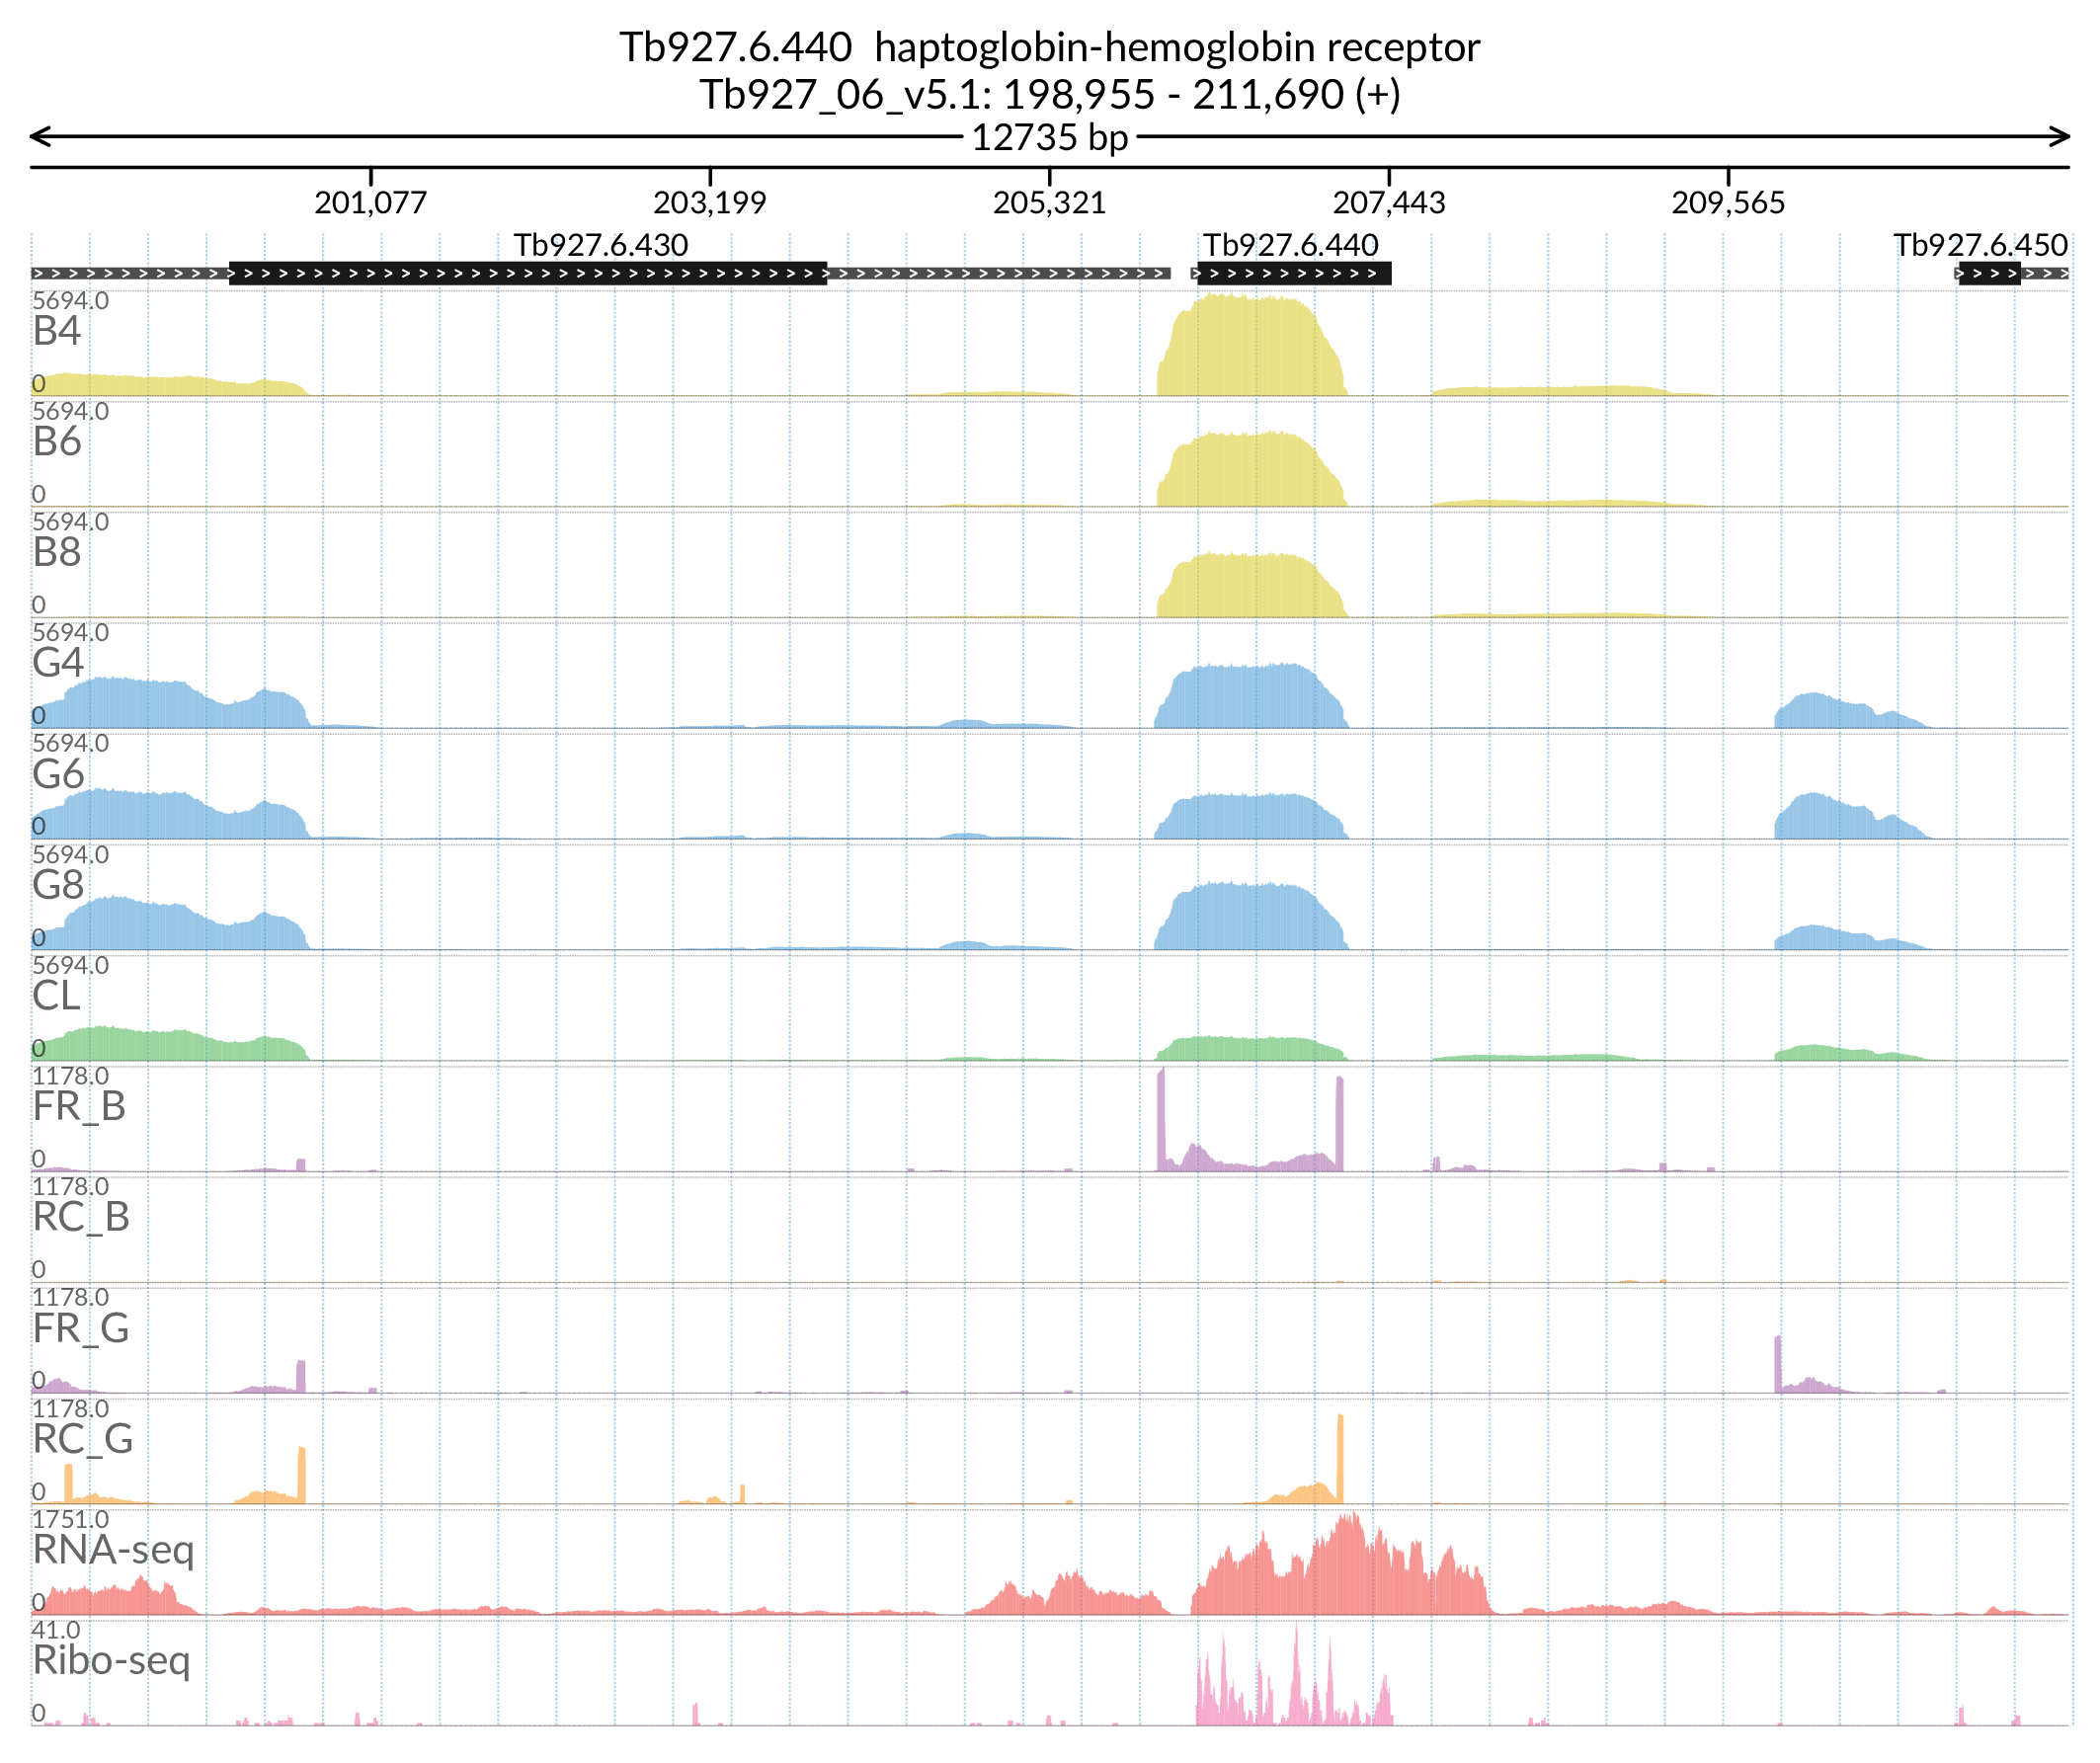 Tb927.6.440  haptoglobin-hemoglobin receptor
Tb927_06_v5.1: 198,955 - 211,690 (+)
12735 bp
201,077 203,199 205,321 207,443 209,565
Tb927.6.430 Tb927.6.440 Tb927.6.450
5694.0
B4
0
5694.0
B6
0
5694.0
B8
0
5694.0
G4
0
5694.0
G6
0
5694.0
G8
0
5694.0
CL
0
1178.0
FR_B
0
1178.0
RC_B
0
1178.0
FR_G
0
1178.0
RC_G
0
1751.0
RNA-seq
0
41.0
Ribo-seq
0